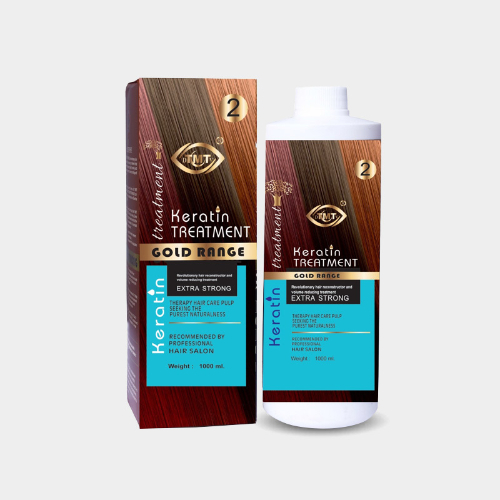 2
TMT
treatment
Keratin
TREATMENT
GOLD RANGE
Revolutionary hair reconstructor and
volume reducing treatment
EXTRA STRONG
Keratin
THERAPY HAIR CARE PULP
SEEKING THE
PUREST NATURALNESS
RECOMMENDED BY
PROFESSIONAL
HAIR SALON
Weight : 1000 ml.
2
TMT
treatment
Keratin
TREATMENT
GOLD RANGE
Revolutionary hair reconstructor and
volume reducing treatment
EXTRA STRONG
Keratin
THERAPY HAIR CARE PULP
SEEKING THE
PUREST NATURALNESS
RECOMMENDED BY
PROFESSIONAL
HAIR SALON
Weight : 1000 ml.